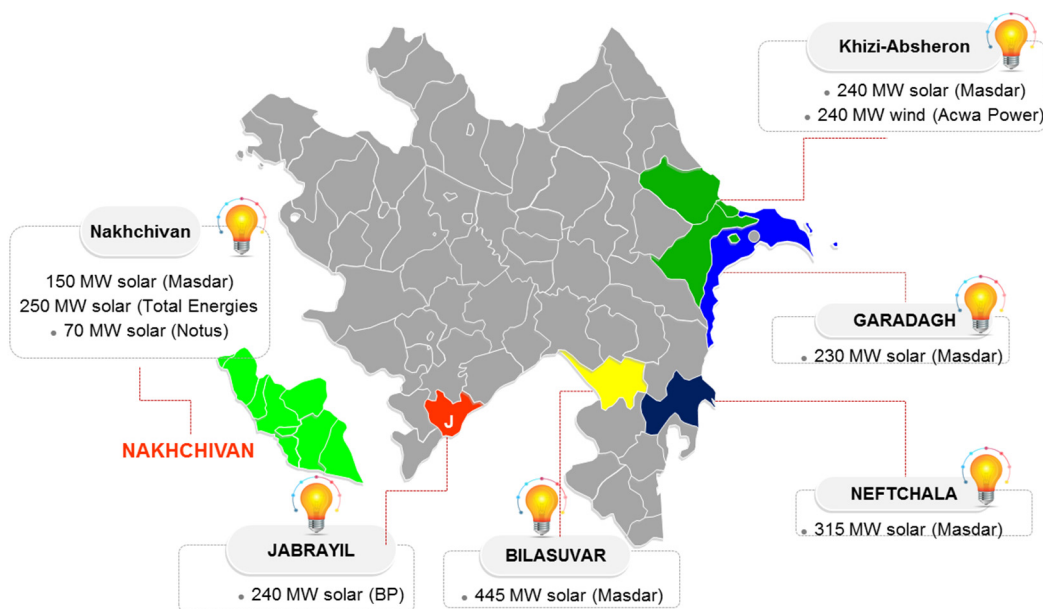 Khizi-Absheron
• 240 MW solar (Masdar)
• 240 MW wind (Acwa Power)
Nakhchivan
150 MW solar (Masdar)
250 MW solar (Total Energies
• 70 MW solar (Notus)
GARADAGH
• 230 MW solar (Masdar)
J
NAKHCHIVAN
NEFTCHALA
• 315 MW solar (Masdar)
JABRAYIL
• 240 MW solar (BP)
BILASUVAR
• 445 MW solar (Masdar)